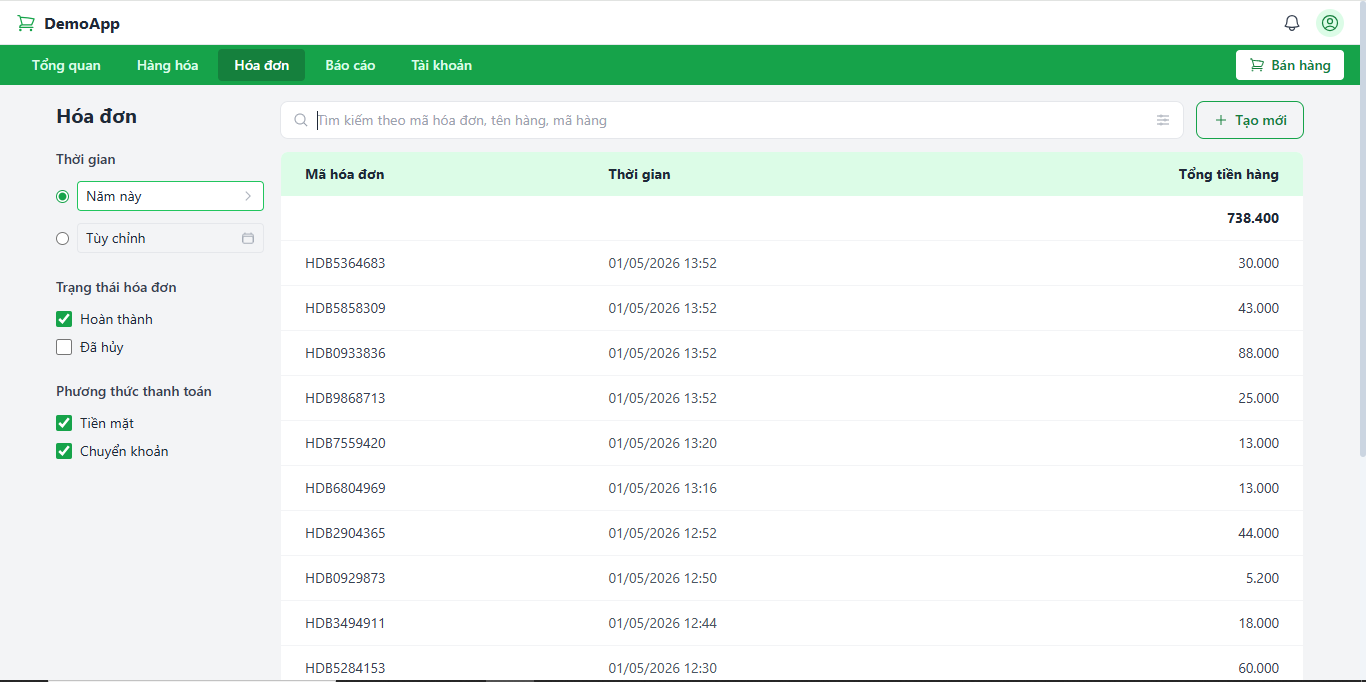 DemoApp
Tổng quan Hàng hóa Hóa đơn Báo cáo Tài khoản Bán hàng
Hóa đơn
Thời gian
Năm này
Tùy chỉnh
Trạng thái hóa đơn
Hoàn thành
Đã hủy
Phương thức thanh toán
Tiền mặt
Chuyển khoản
Tìm kiếm theo mã hóa đơn, tên hàng, mã hàng
Tạo mới
Mã hóa đơn Thời gian Tổng tiền hàng
738.400
HDB5364683 01/05/2026 13:52 30.000
HDB5858309 01/05/2026 13:52 43.000
HDB0933836 01/05/2026 13:52 88.000
HDB9868713 01/05/2026 13:52 25.000
HDB7559420 01/05/2026 13:20 13.000
HDB6804969 01/05/2026 13:16 13.000
HDB2904365 01/05/2026 12:52 44.000
HDB0929873 01/05/2026 12:50 5.200
HDB3494911 01/05/2026 12:44 18.000
HDB5284153 01/05/2026 12:30 60.000